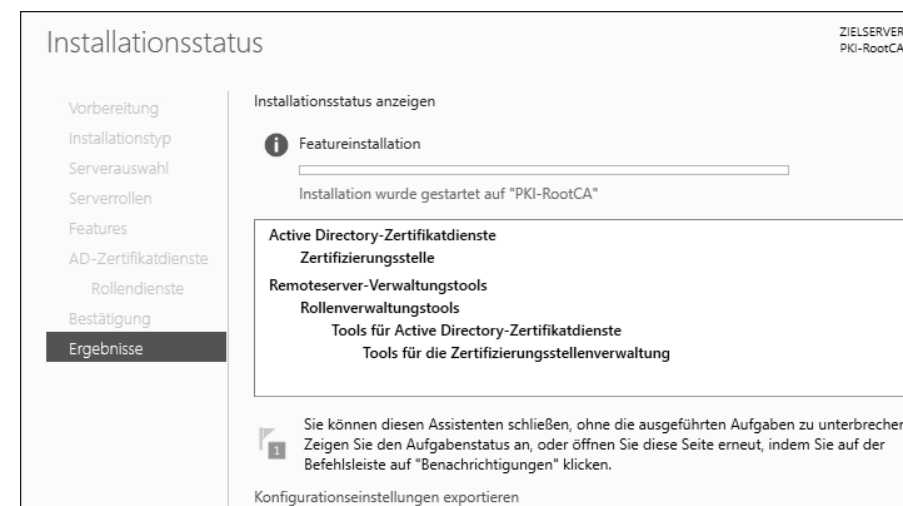 Installationsstatus
ZIELSERVER
PKI-RootCA
Vorbereitung
Installationstyp
Serverauswahl
Serverrollen
Features
AD-Zertifikatdienste
Rollendienste
Bestätigung
Ergebnisse
Installationsstatus anzeigen
Featureinstallation
Installation wurde gestartet auf "PKI-RootCA"
Active Directory-Zertifikatdienste
Zertifizierungsstelle
Remoteserver-Verwaltungstools
Rollenverwaltungstools
Tools für Active Directory-Zertifikatdienste
Tools für die Zertifizierungsstellenverwaltung
1
Sie können diesen Assistenten schließen, ohne die ausgeführten Aufgaben zu unterbrechen
Zeigen Sie den Aufgabenstatus an, oder öffnen Sie diese Seite erneut, indem Sie auf der
Befehlsleiste auf "Benachrichtigungen" klicken.
Konfigurationseinstellungen exportieren